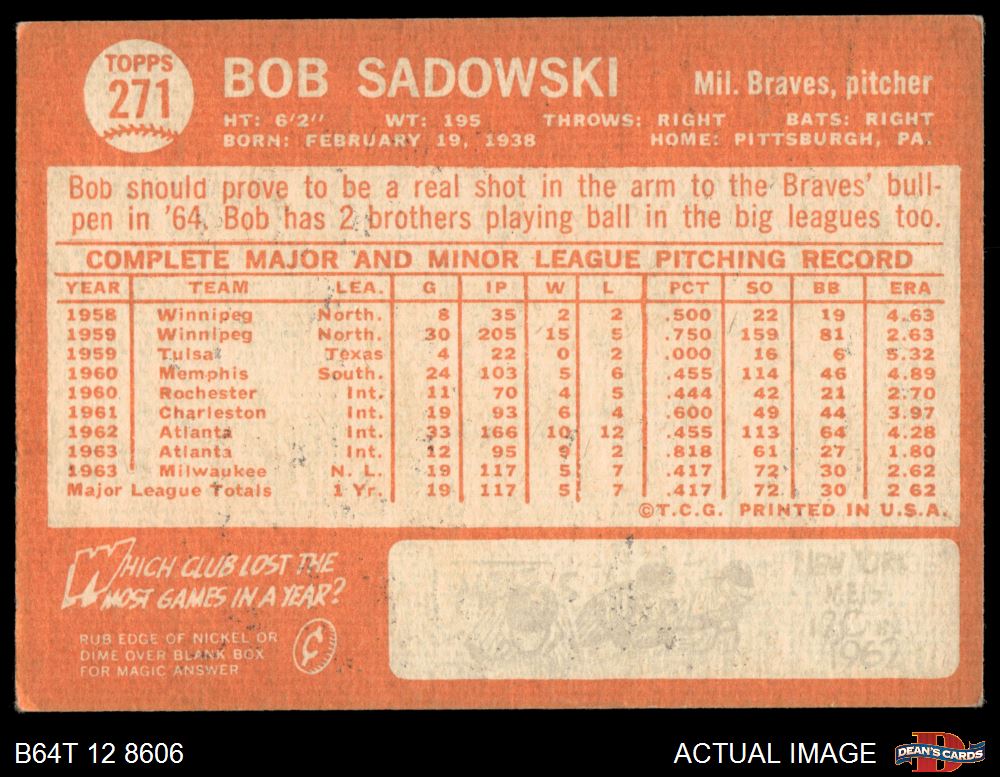 TOPPS
271
BOB SADOWSKI
Mil. Braves, pitcher
HT: 6'2" WT: 195 THROWS: RIGHT BATS: RIGHT
BORN: FEBRUARY 19, 1938 HOME: PITTSBURGH, PA.
Bob should prove to be a real shot in the arm to the Braves' bull-
pen in '64. Bob has 2 brothers playing ball in the big leagues too.
COMPLETE MAJOR AND MINOR LEAGUE PITCHING RECORD
YEAR TEAM LEA. G IP W L PCT SO BB ERA
1958 Winnipeg North. 8 35 2 2 .500 22 19 4.63
1959 Winnipeg North. 30 205 15 5 .750 159 81 2.63
1959 Tulsa Texas 4 22 0 2 .000 16 6 5.32
1960 Memphis South. 24 103 5 6 .455 114 46 4.89
1960 Rochester Int. 11 70 4 5 .444 42 21 2.70
1961 Charleston Int. 19 93 6 4 .600 49 44 3.97
1962 Atlanta Int. 33 166 10 12 .455 113 64 4.28
1963 Atlanta Int. 12 95 9 2 .818 61 27 1.80
1963 Milwaukee N. L. 19 117 5 7 .417 72 30 2.62
Major League Totals 1 Yr. 19 117 5 7 .417 72 30 2 62
©T.C.G. PRINTED IN U.S.A.
WHICH CLUB LOST THE
MOST GAMES IN A YEAR?
RUB EDGE OF NICKEL OR
DIME OVER BLANK BOX
FOR MAGIC ANSWER
NEW YORK
METS
120 in
1962
B64T 12 8606
ACTUAL IMAGE
DEAN'S CARDS